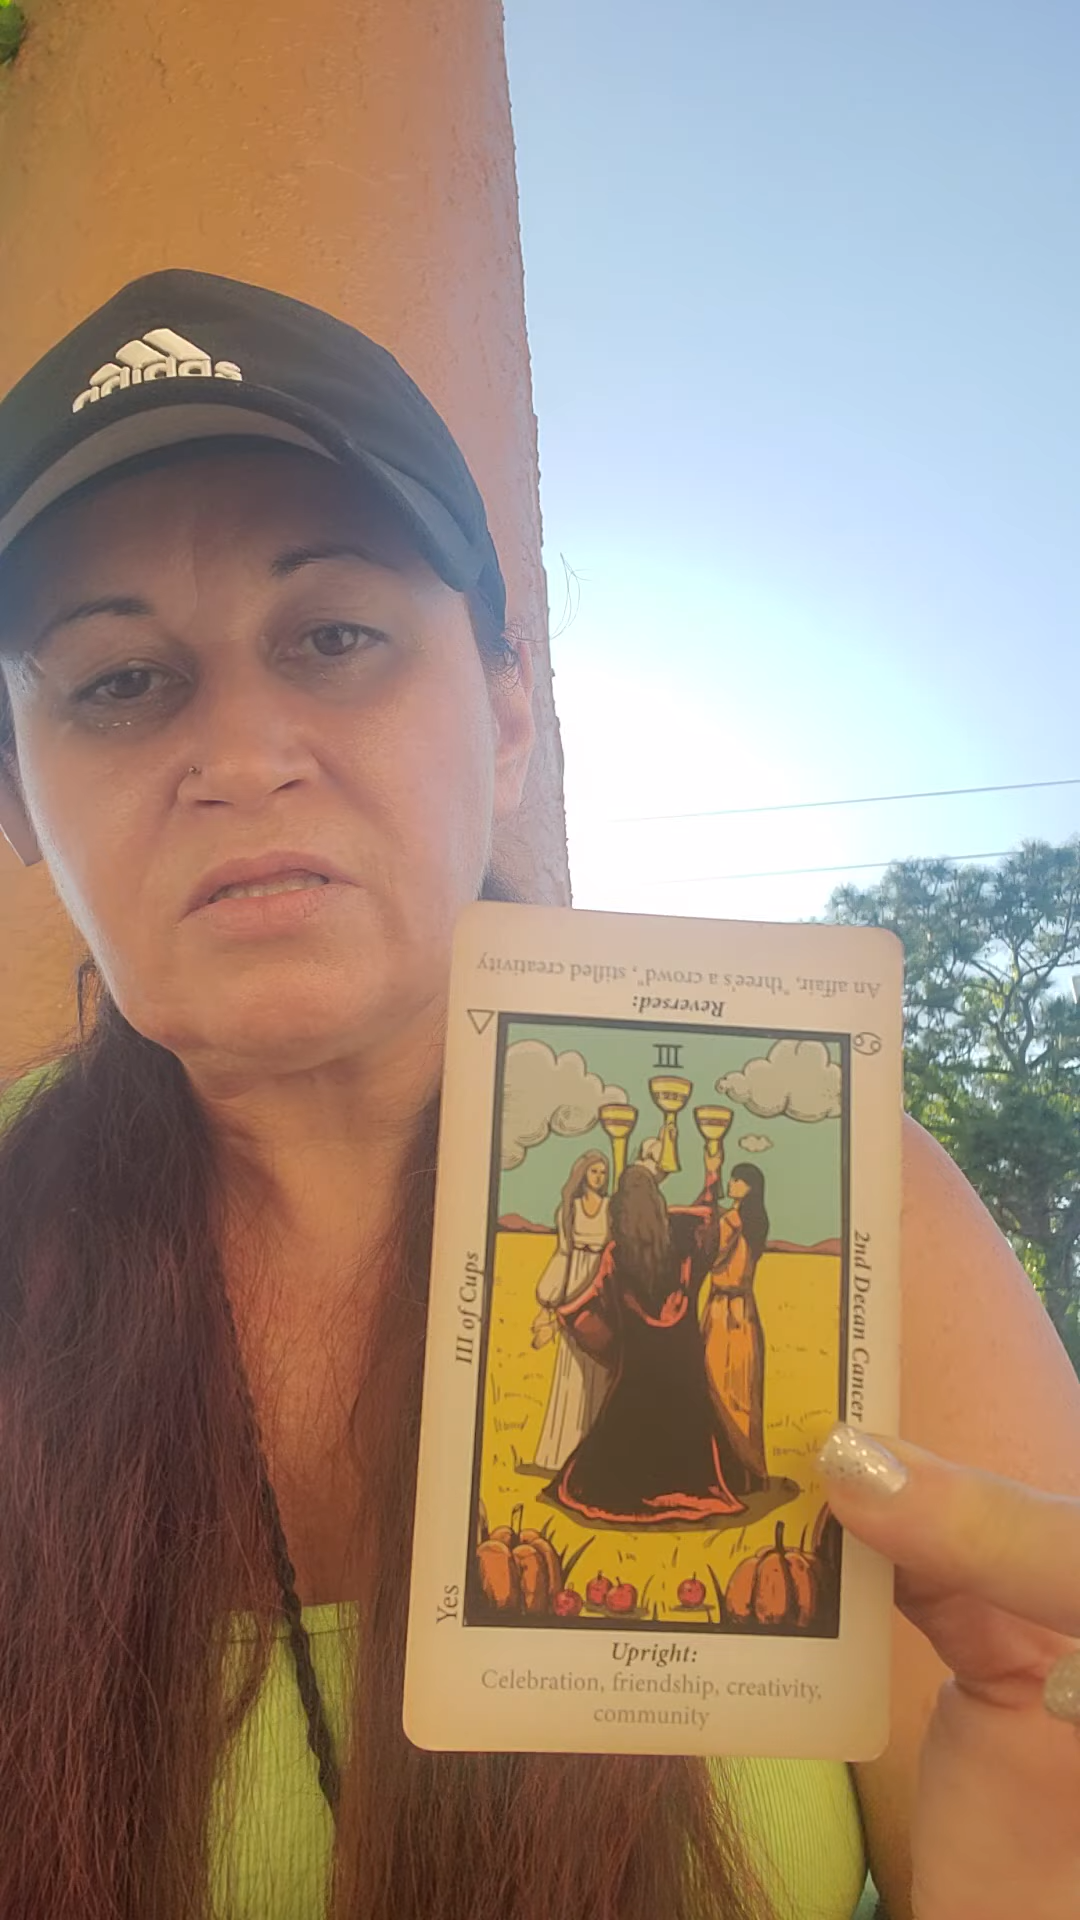 adidas
An affair, "three's a crowd", stifled creativity
Reversed:
III
III of Cups
2nd Decan Cancer
Yes
Upright:
Celebration, friendship, creativity,
community